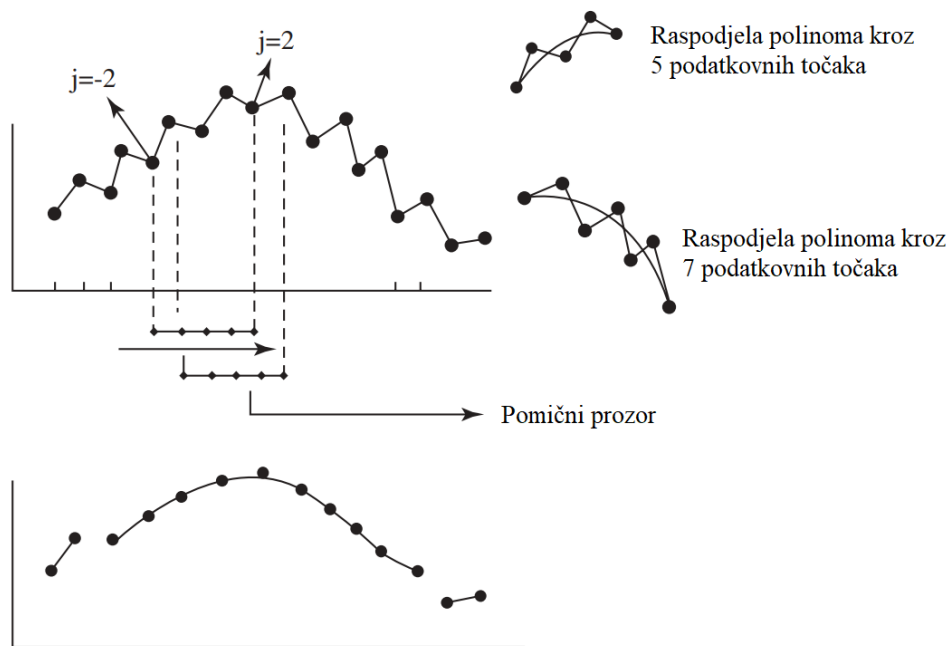 j=2
j=-2
Raspodjela polinoma kroz
5 podatkovnih točaka
Raspodjela polinoma kroz
7 podatkovnih točaka
Pomični prozor